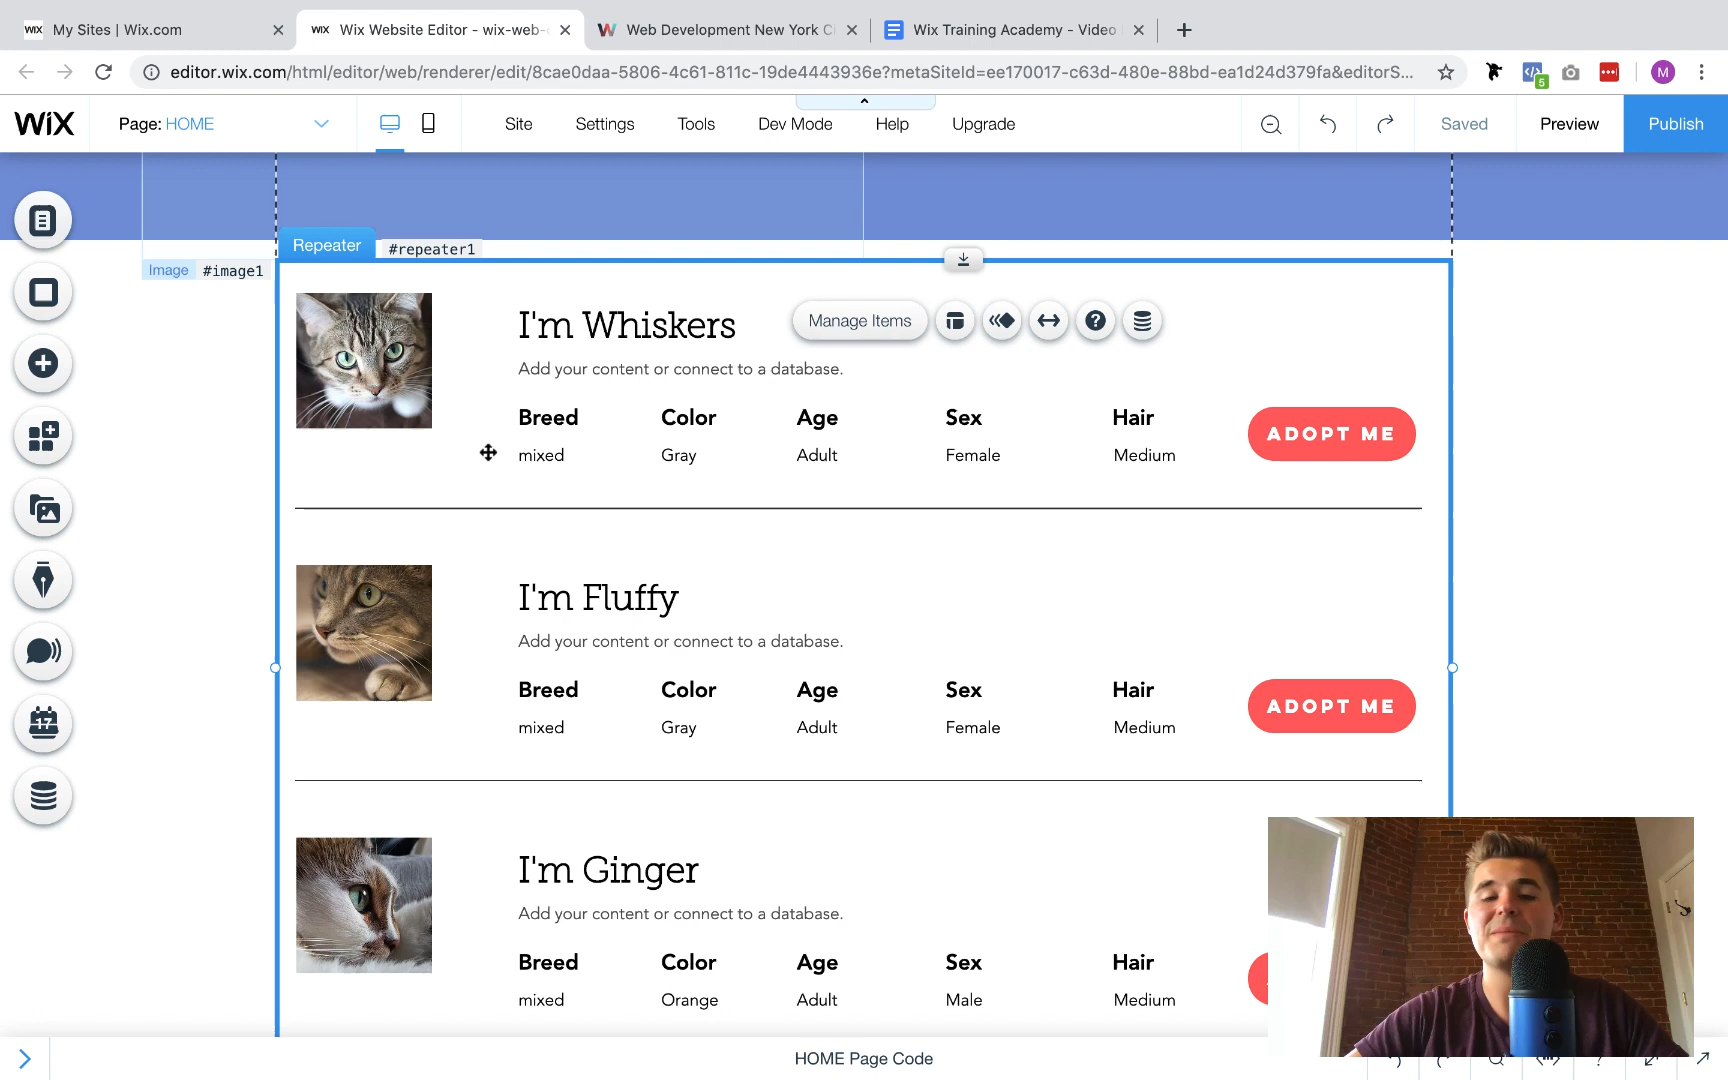 WIX My Sites | Wix.com
WIX Wix Website Editor - wix-web-
Web Development New York C
Wix Training Academy - Video
editor.wix.com/html/editor/web/renderer/edit/8cae0daa-5806-4c61-811c-19de4443936e?metaSiteId=ee170017-c63d-480e-88bd-ea1d24d379fa&editorS...
5
M
WIX
Page: HOME
Site
Settings
Tools
Dev Mode
Help
Upgrade
Saved
Preview
Publish
Repeater
#repeater1
Image
#image1
I'm Whiskers
Manage Items
?
Add your content or connect to a database.
Breed Color Age Sex Hair
mixed Gray Adult Female Medium
ADOPT ME
I'm Fluffy
Add your content or connect to a database.
Breed Color Age Sex Hair
mixed Gray Adult Female Medium
ADOPT ME
I'm Ginger
Add your content or connect to a database.
Breed Color Age Sex Hair
mixed Orange Adult Male Medium
17
HOME Page Code